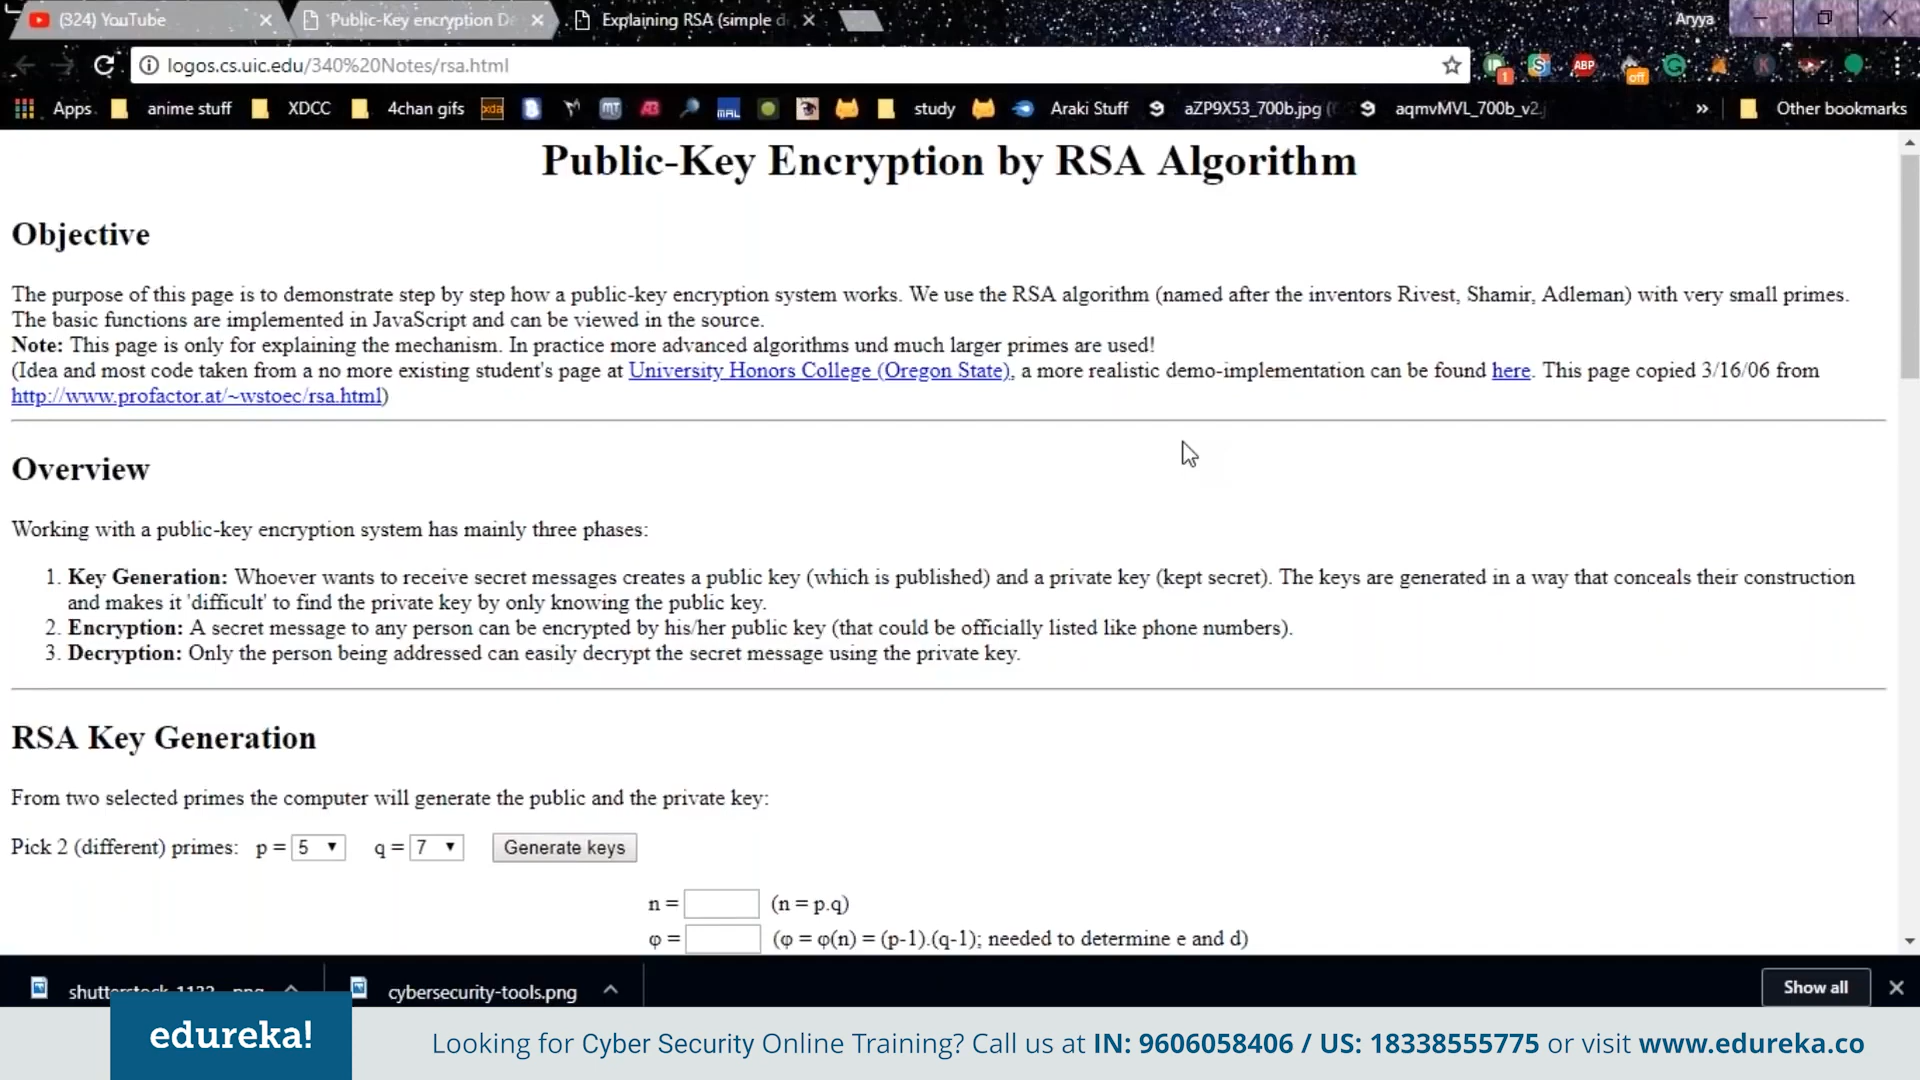 (324) YouTube
Public-Key encryption De
Explaining RSA (simple d
Aryya
logos.cs.uic.edu/340%20Notes/rsa.html
1
off
ABP
Apps
anime stuff
XDCC
4chan gifs
xda
MT
AB
MAL
study
Araki Stuff
aZP9X53_700b.jpg (
aqmvMVL_700b_v2.j
»
Other bookmarks
Public-Key Encryption by RSA Algorithm
Objective
The purpose of this page is to demonstrate step by step how a public-key encryption system works. We use the RSA algorithm (named after the inventors Rivest, Shamir, Adleman) with very small primes.
The basic functions are implemented in JavaScript and can be viewed in the source.
Note: This page is only for explaining the mechanism. In practice more advanced algorithms und much larger primes are used!
(Idea and most code taken from a no more existing student's page at University Honors College (Oregon State), a more realistic demo-implementation can be found here. This page copied 3/16/06 from
http://www.profactor.at/~wstoec/rsa.html)
Overview
Working with a public-key encryption system has mainly three phases:
1. Key Generation: Whoever wants to receive secret messages creates a public key (which is published) and a private key (kept secret). The keys are generated in a way that conceals their construction
and makes it 'difficult' to find the private key by only knowing the public key.
2. Encryption: A secret message to any person can be encrypted by his/her public key (that could be officially listed like phone numbers).
3. Decryption: Only the person being addressed can easily decrypt the secret message using the private key.
RSA Key Generation
From two selected primes the computer will generate the public and the private key:
Pick 2 (different) primes: p = 5 q = 7 Generate keys
n = (n = p.q)
φ = (φ = φ(n) = (p-1).(q-1); needed to determine e and d)
shutterstock_1132....png
cybersecurity-tools.png
Show all
edureka!
Looking for Cyber Security Online Training? Call us at IN: 9606058406 / US: 18338555775 or visit www.edureka.co